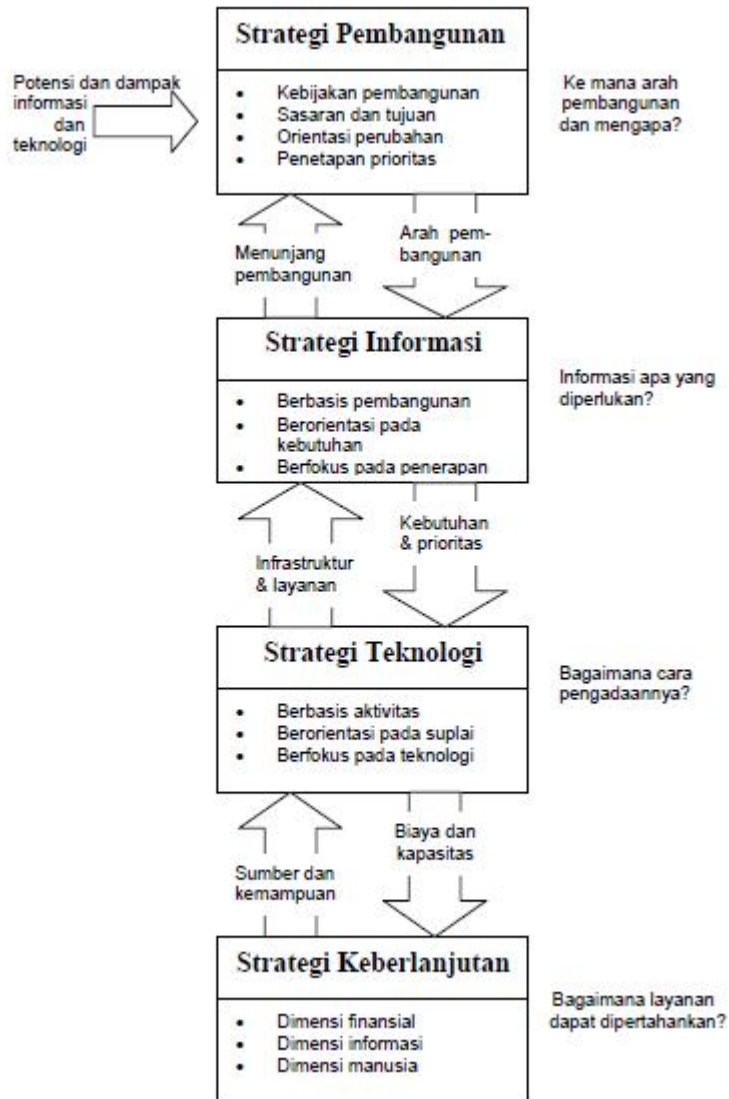 Strategi Pembangunan
Potensi dan dampak
informasi
dan
teknologi
• Kebijakan pembangunan
• Sasaran dan tujuan
• Orientasi perubahan
• Penetapan prioritas
Ke mana arah
pembangunan
dan mengapa?
Menunjang
pembangunan
Arah pem-
bangunan
Strategi Informasi
• Berbasis pembangunan
• Berorientasi pada
kebutuhan
• Berfokus pada penerapan
Informasi apa yang
diperlukan?
Infrastruktur
& layanan
Kebutuhan
& prioritas
Strategi Teknologi
• Berbasis aktivitas
• Berorientasi pada suplai
• Berfokus pada teknologi
Bagaimana cara
pengadaannya?
Sumber dan
kemampuan
Biaya dan
kapasitas
Strategi Keberlanjutan
• Dimensi finansial
• Dimensi informasi
• Dimensi manusia
Bagaimana layanan
dapat dipertahankan?